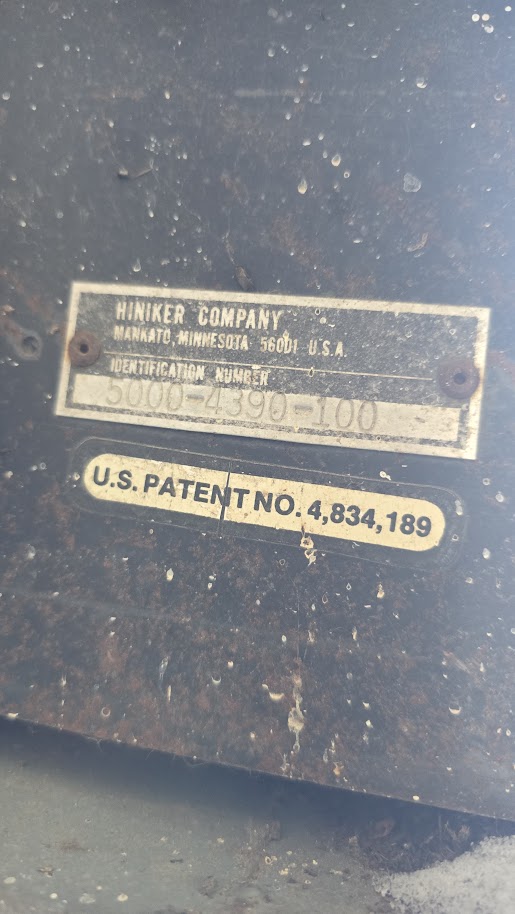 HINIKER COMPANY
MANKATO, MINNESOTA 56001 U.S.A.
IDENTIFICATION NUMBER
5000-4390-100
U.S. PATENT NO. 4,834,189